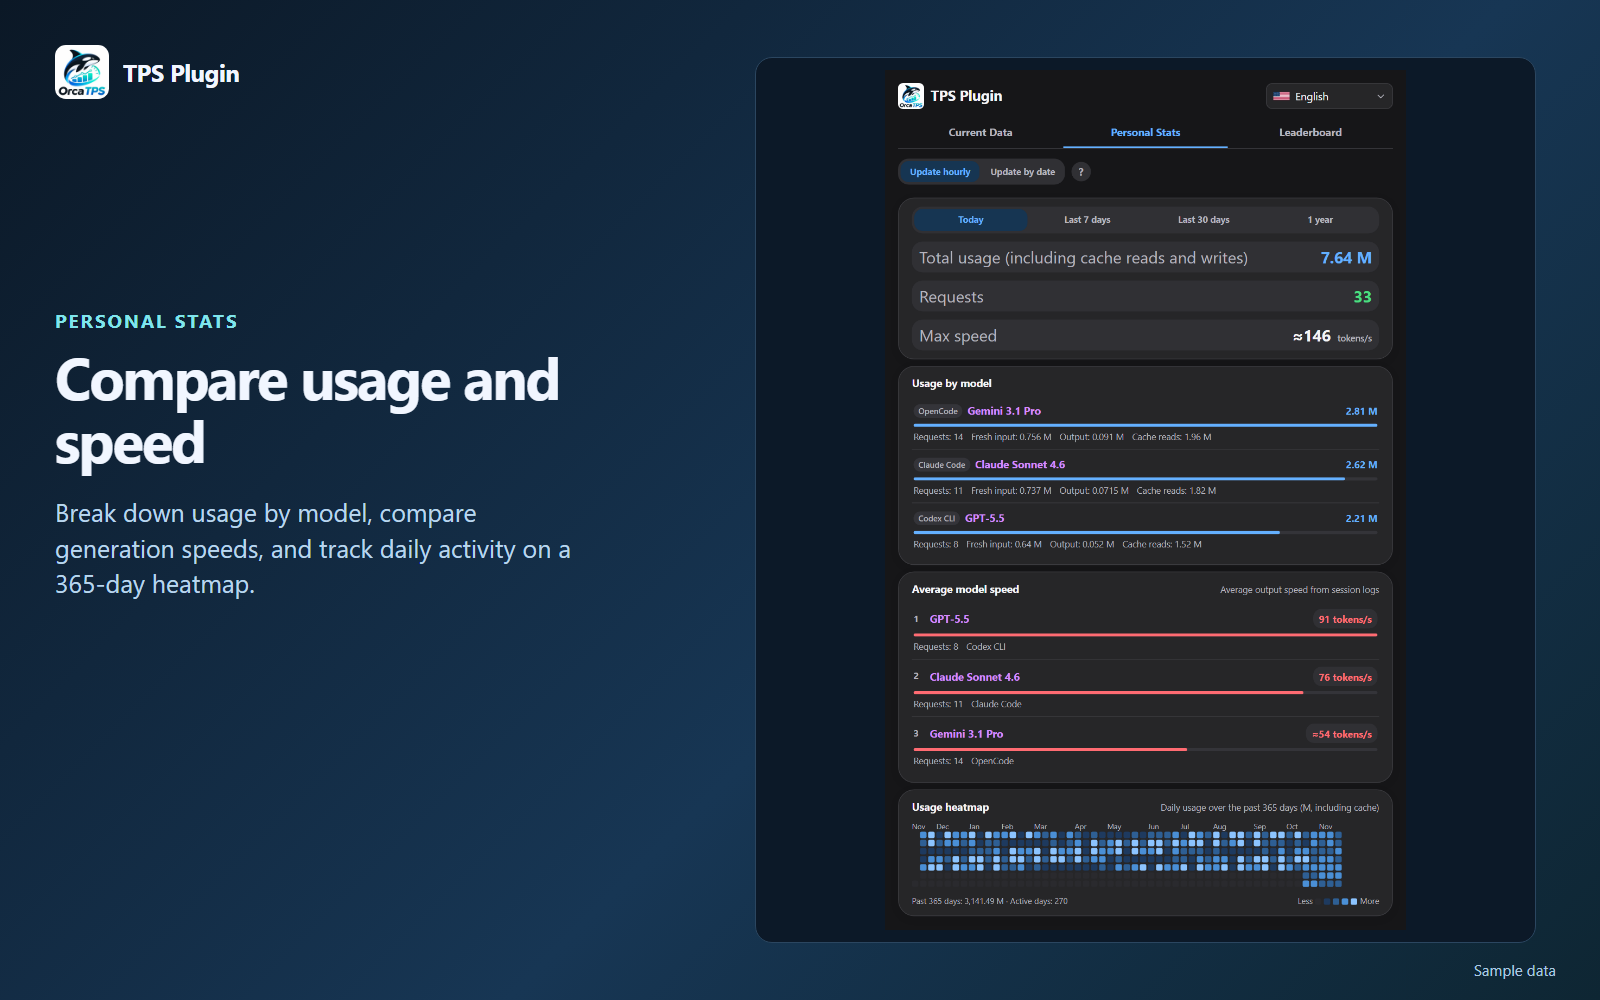 OrcaTPS
TPS Plugin
PERSONAL STATS
Compare usage and
speed
Break down usage by model, compare
generation speeds, and track daily activity on a
365-day heatmap.
OrcaTPS
TPS Plugin
English
Current Data
Personal Stats
Leaderboard
Update hourly
Update by date
?
Today
Last 7 days
Last 30 days
1 year
Total usage (including cache reads and writes)
7.64 M
Requests
33
Max speed
≈146 tokens/s
Usage by model
OpenCode Gemini 3.1 Pro
2.81 M
Requests: 14 Fresh input: 0.756 M Output: 0.091 M Cache reads: 1.96 M
Claude Code Claude Sonnet 4.6
2.62 M
Requests: 11 Fresh input: 0.737 M Output: 0.0715 M Cache reads: 1.82 M
Codex CLI GPT-5.5
2.21 M
Requests: 8 Fresh input: 0.64 M Output: 0.052 M Cache reads: 1.52 M
Average model speed
Average output speed from session logs
1 GPT-5.5
91 tokens/s
Requests: 8 Codex CLI
2 Claude Sonnet 4.6
76 tokens/s
Requests: 11 Claude Code
3 Gemini 3.1 Pro
≈54 tokens/s
Requests: 14 OpenCode
Usage heatmap
Daily usage over the past 365 days (M, including cache)
Nov Dec Jan Feb Mar Apr May Jun Jul Aug Sep Oct Nov
Past 365 days: 3,141.49 M · Active days: 270
Less
More
Sample data